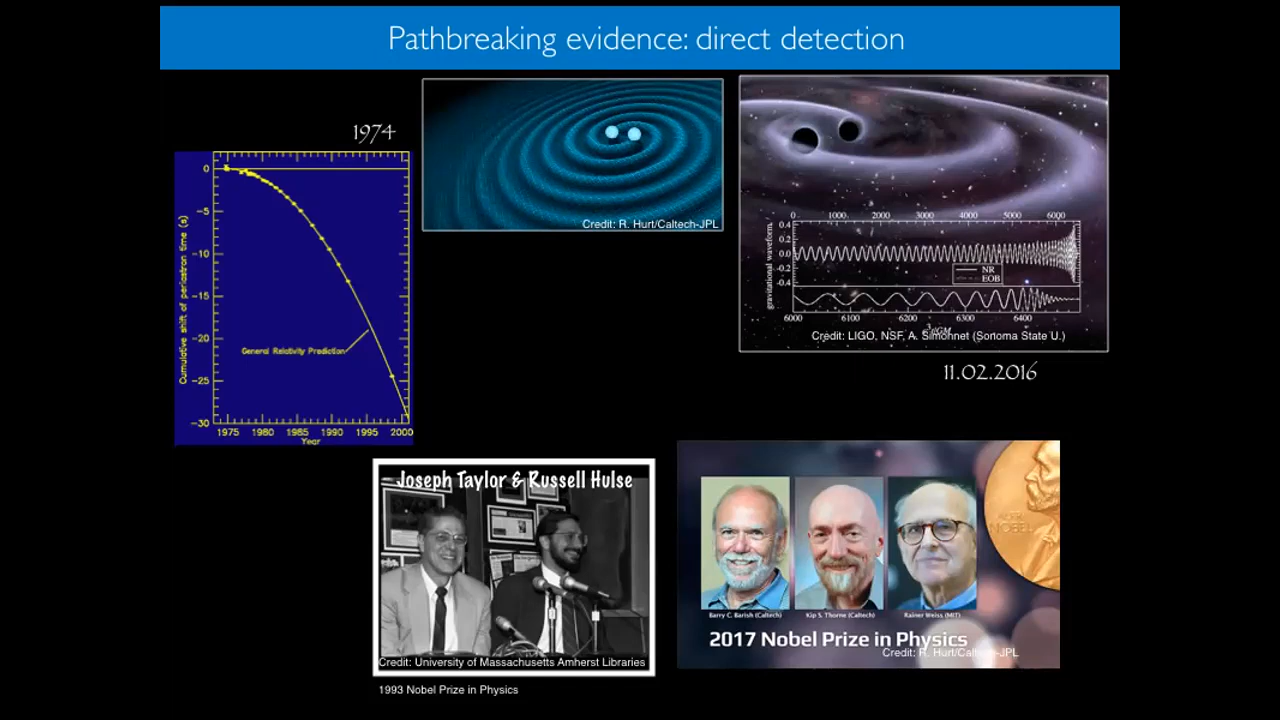 Pathbreaking evidence: direct detection
1974
0
-5
-10
-15
-20
-25
-30
Cumulative shift of periastron time (s)
General Relativity Prediction
1975 1980 1985 1990 1995 2000
Year
Credit: R. Hurt/Caltech-JPL
0 1000 2000 3000 4000 5000 6000
0.4
0.2
0.0
-0.2
-0.4
gravitational waveform
NR
EOB
6000 6100 6200 6300 6400
Credit: LIGO, NSF, A. Simonnet (Sonoma State U.)
11.02.2016
Joseph Taylor & Russell Hulse
Credit: University of Massachusetts Amherst Libraries
1993 Nobel Prize in Physics
Barry C. Barish (Caltech) Kip S. Thorne (Caltech) Rainer Weiss (MIT)
2017 Nobel Prize in Physics
Credit: R. Hurt/Caltech-JPL
NOBEL